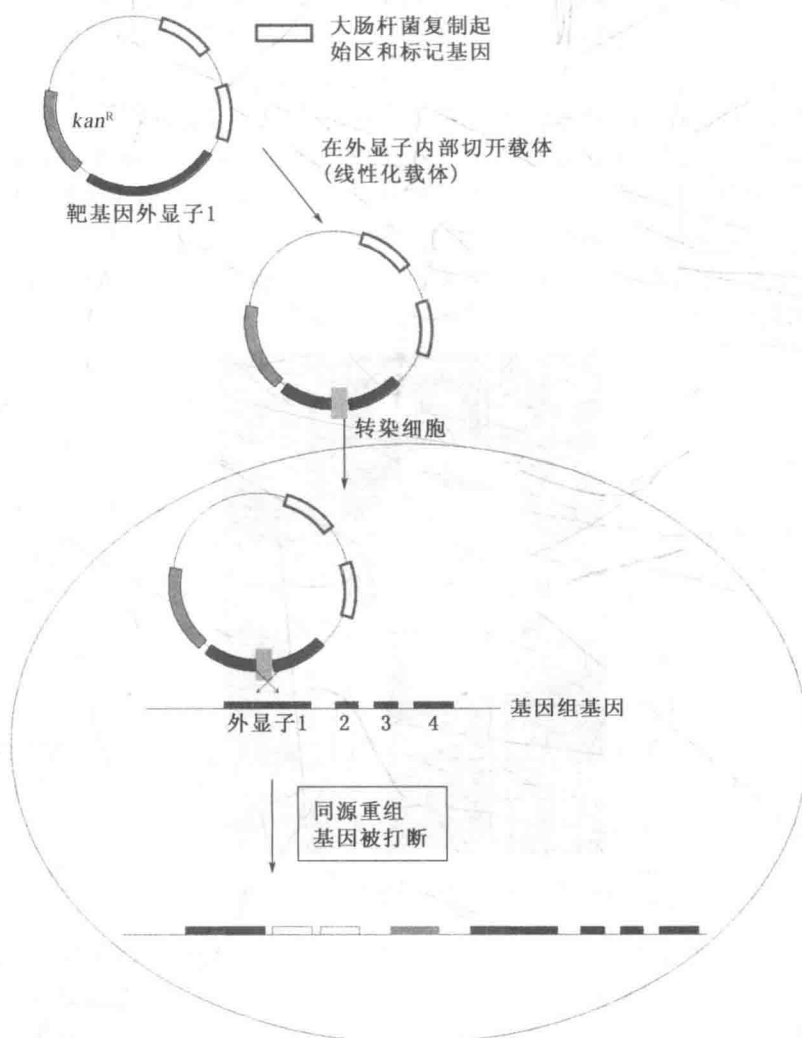 大肠杆菌复制起
始区和标记基因
kanᴿ
在外显子内部切开载体
(线性化载体)
靶基因外显子1
转染细胞
基因组基因
外显子1 2 3 4
同源重组
基因被打断